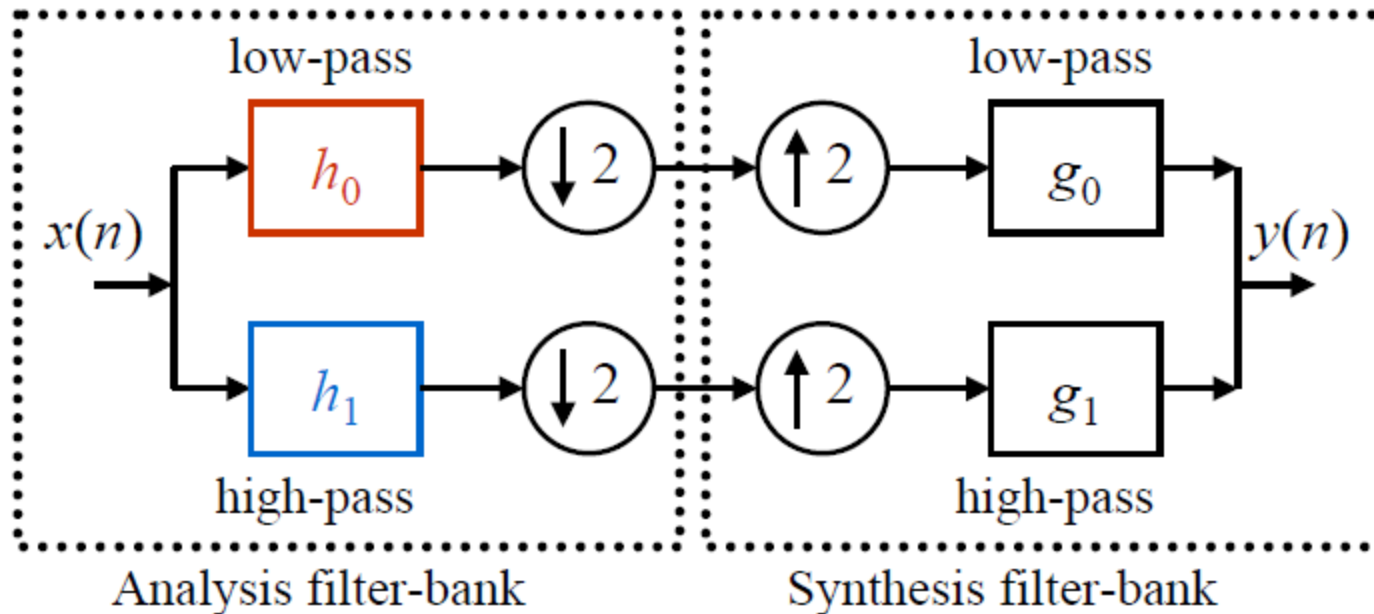 low-pass
low-pass
h₀
↓ 2
↑ 2
g₀
x(n)
y(n)
h₁
↓ 2
↑ 2
g₁
high-pass
high-pass
Analysis filter-bank
Synthesis filter-bank